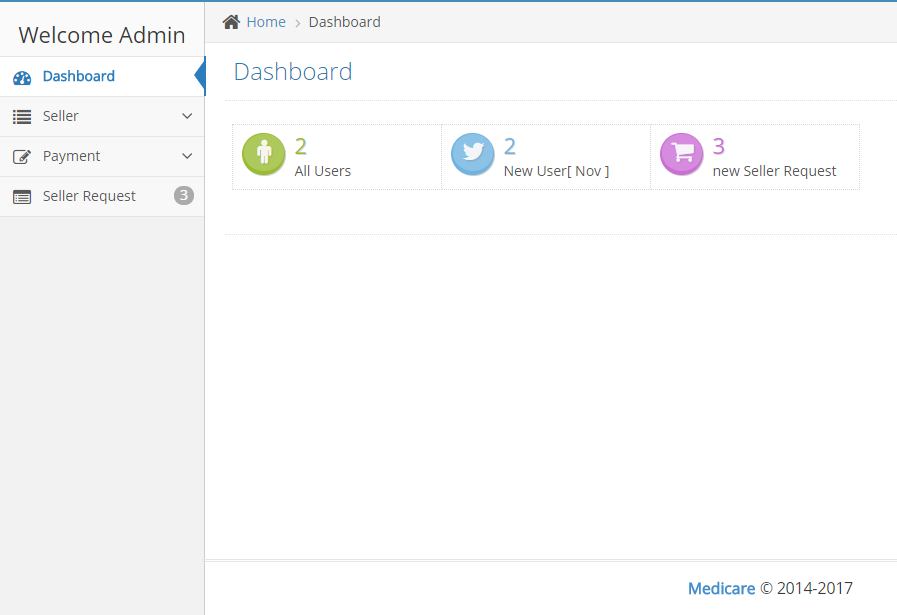 Welcome Admin
Dashboard
Seller
Payment
Seller Request 3
Home > Dashboard
Dashboard
2
All Users
2
New User[ Nov ]
3
new Seller Request
Medicare © 2014-2017